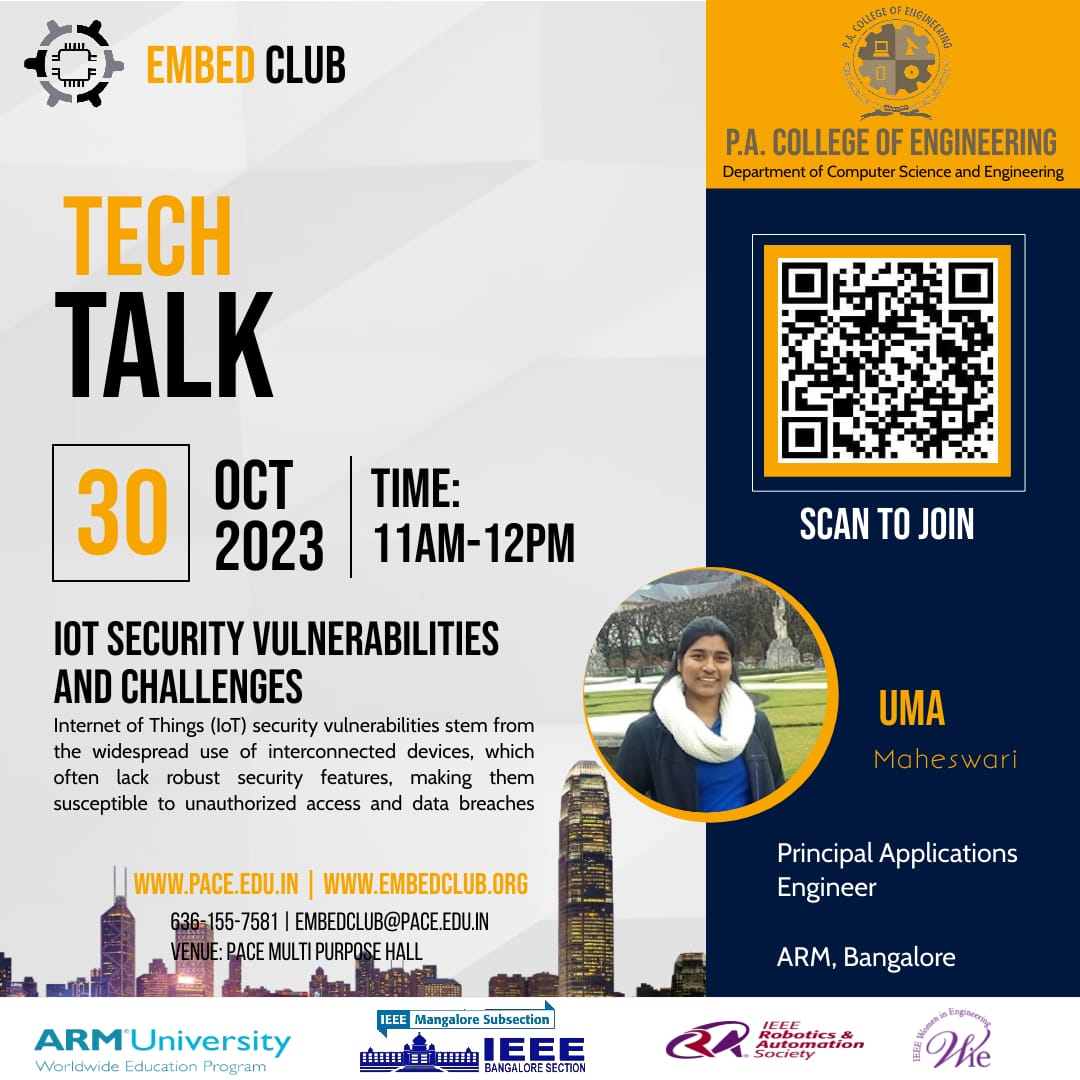 EMBED CLUB
P.A. COLLEGE OF ENGINEERING
P.A. COLLEGE OF ENGINEERING
Department of Computer Science and Engineering
TECH
TALK
30
OCT
2023
TIME:
11AM-12PM
SCAN TO JOIN
IOT SECURITY VULNERABILITIES
AND CHALLENGES
Internet of Things (IoT) security vulnerabilities stem from
the widespread use of interconnected devices, which
often lack robust security features, making them
susceptible to unauthorized access and data breaches
UMA
Maheswari
Principal Applications
Engineer
ARM, Bangalore
WWW.PACE.EDU.IN | WWW.EMBEDCLUB.ORG
636-155-7581 | EMBEDCLUB@PACE.EDU.IN
VENUE: PACE MULTI PURPOSE HALL
ARM® University
Worldwide Education Program
IEEE Mangalore Subsection
IEEE
BANGALORE SECTION
RA
IEEE
Robotics &
Automation
Society
IEEE Women in Engineering
WiE